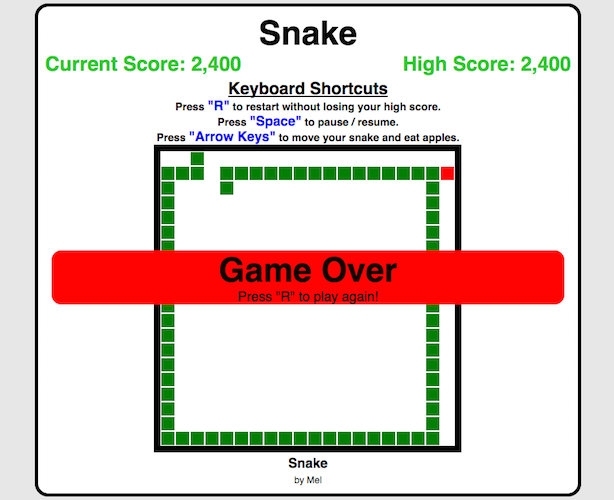 Snake
Current Score: 2,400 High Score: 2,400
Keyboard Shortcuts
Press "R" to restart without losing your high score.
Press "Space" to pause / resume.
Press "Arrow Keys" to move your snake and eat apples.
Game Over
Press "R" to play again!
Snake
by Mel